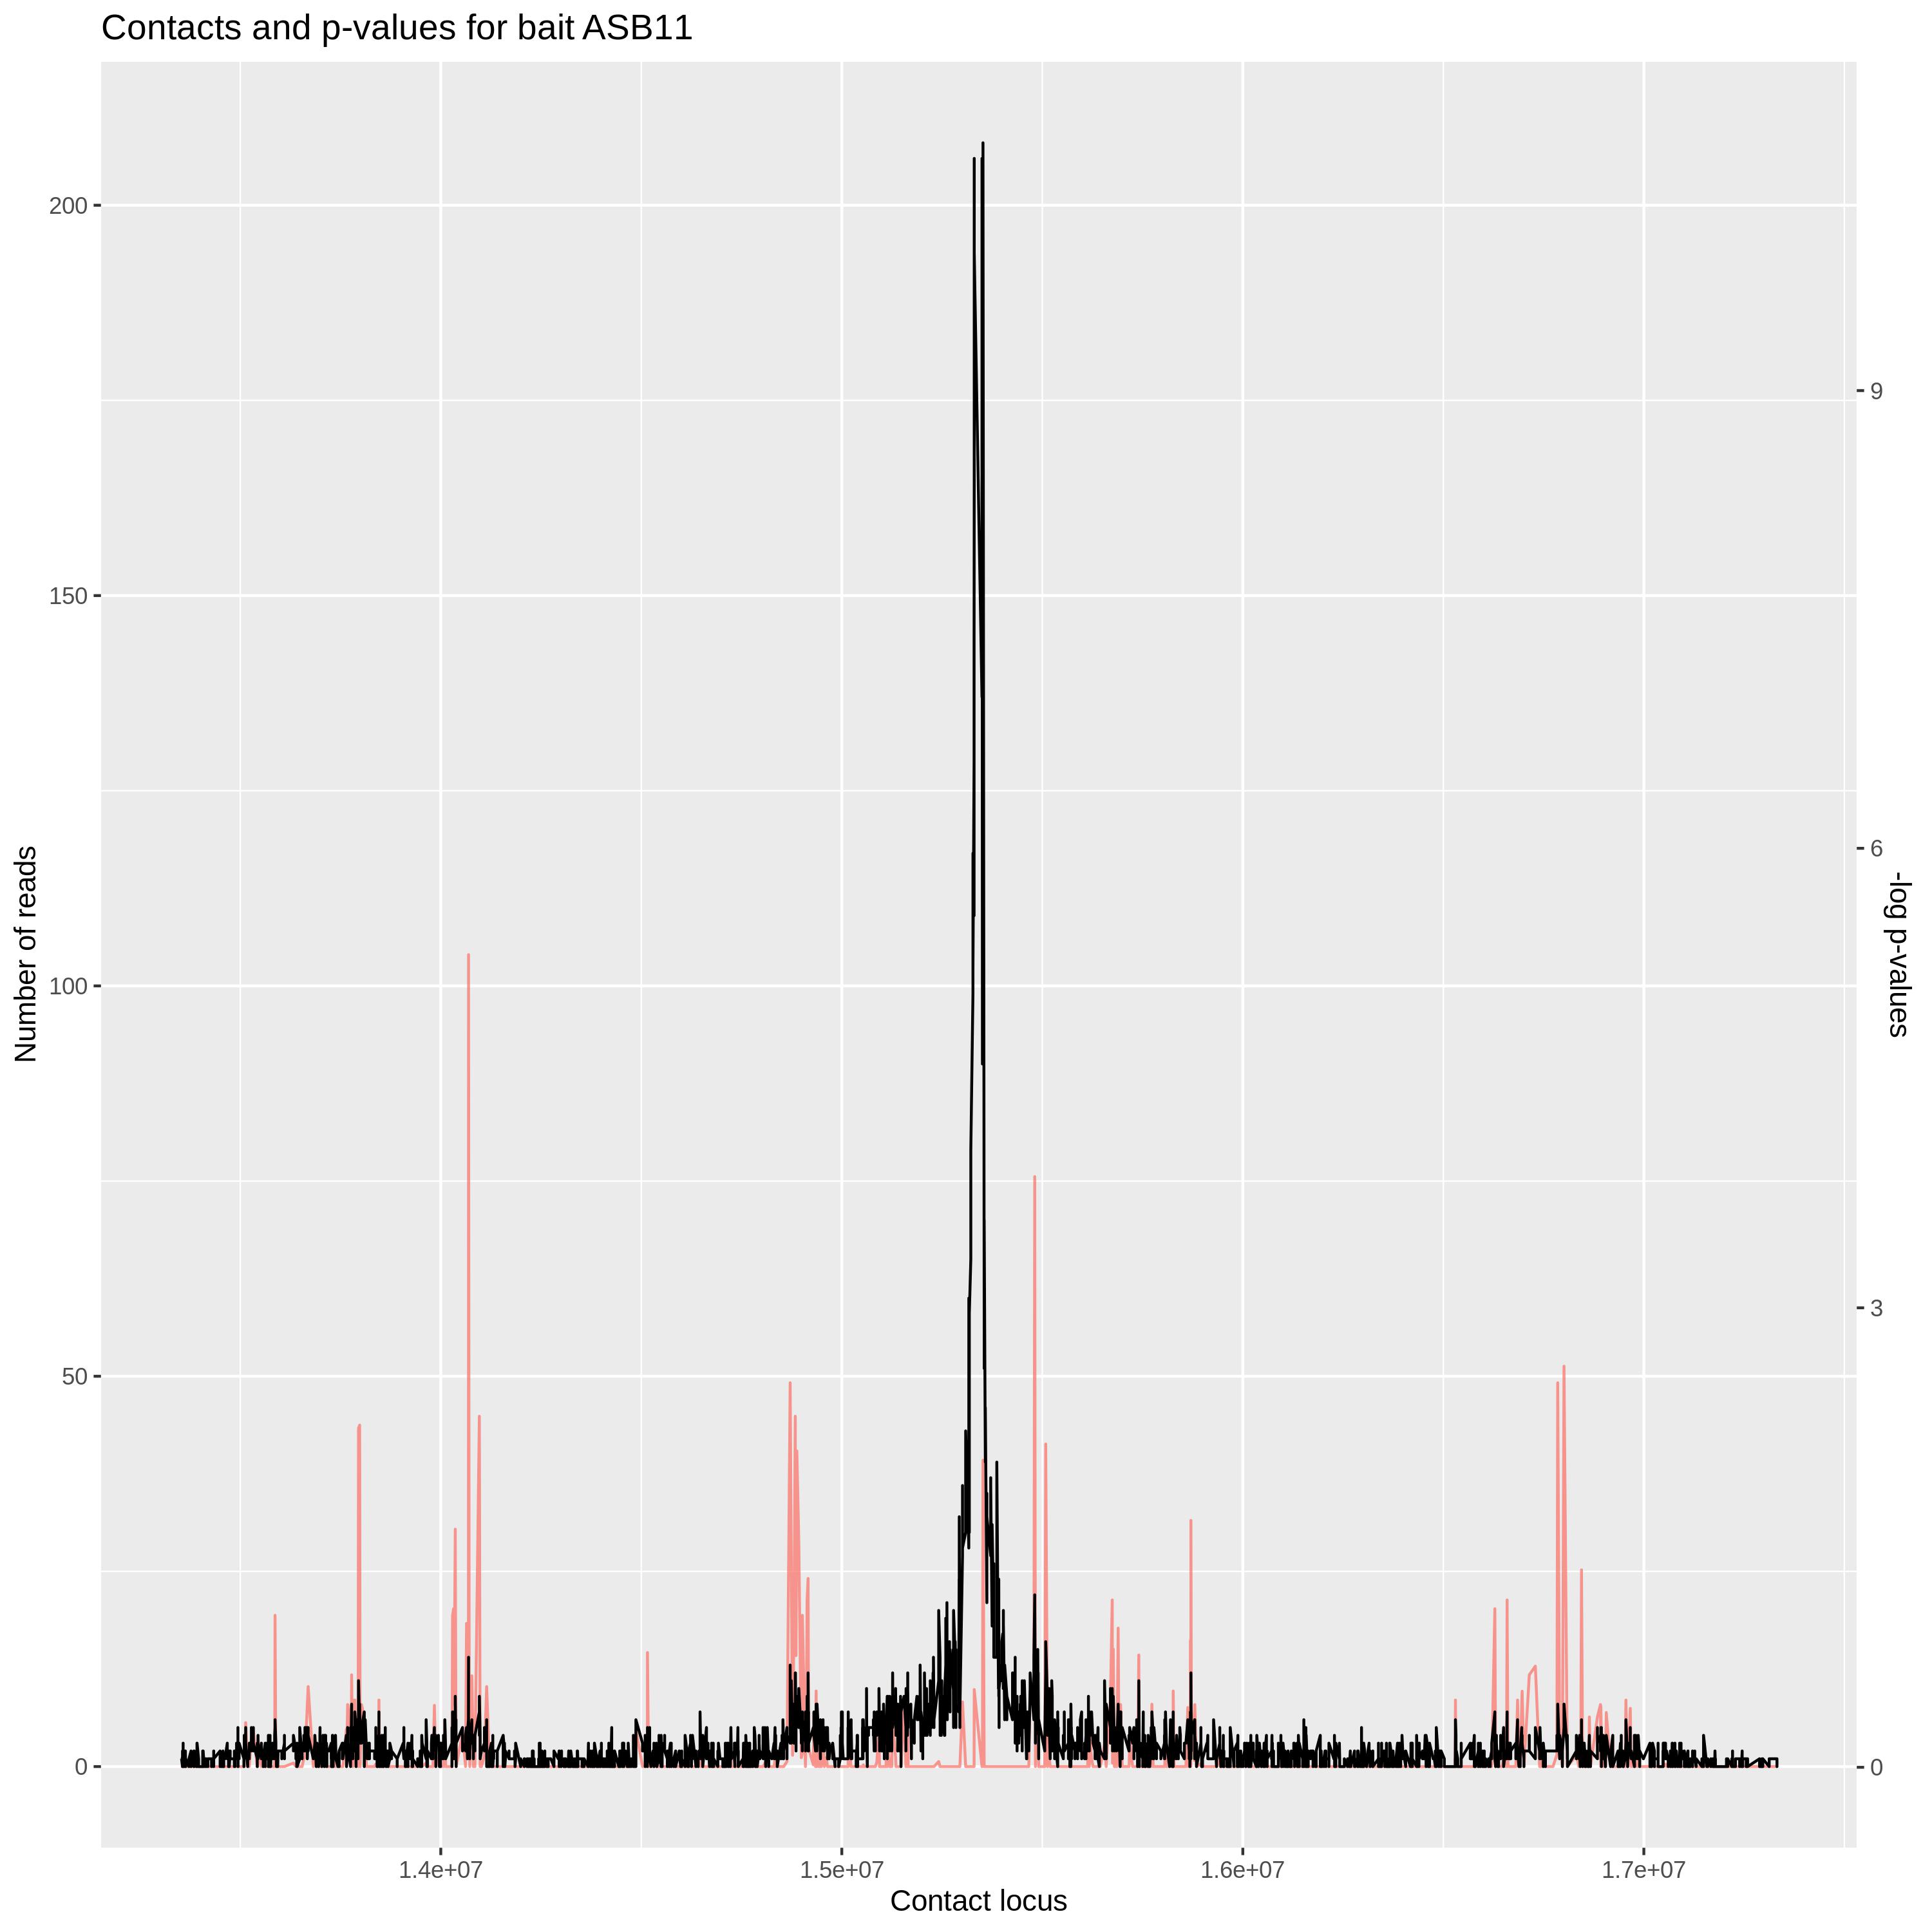 Contacts and p-values for bait ASB11
200
150
100
50
0
Number of reads
9
6
3
0
-log p-values
1.4e+07
1.5e+07
1.6e+07
1.7e+07
Contact locus